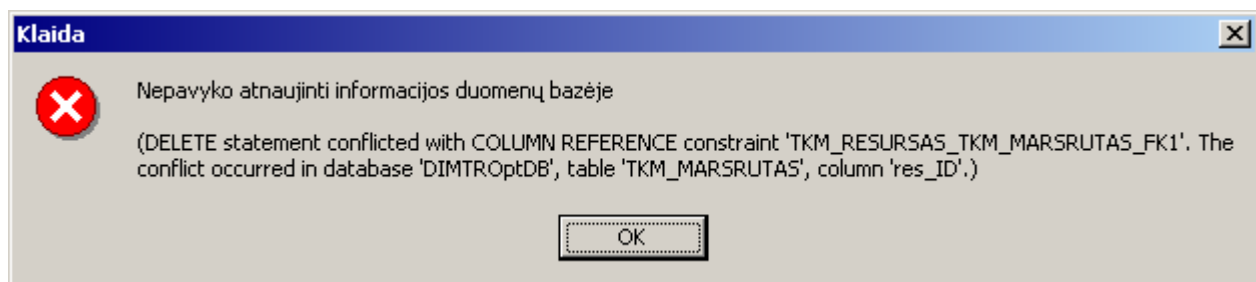 Klaida
Nepavyko atnaujinti informacijos duomenų bazėje
(DELETE statement conflicted with COLUMN REFERENCE constraint 'TKM_RESURSAS_TKM_MARSRUTAS_FK1'. The
conflict occurred in database 'DIMTROptDB', table 'TKM_MARSRUTAS', column 'res_ID'.)
OK